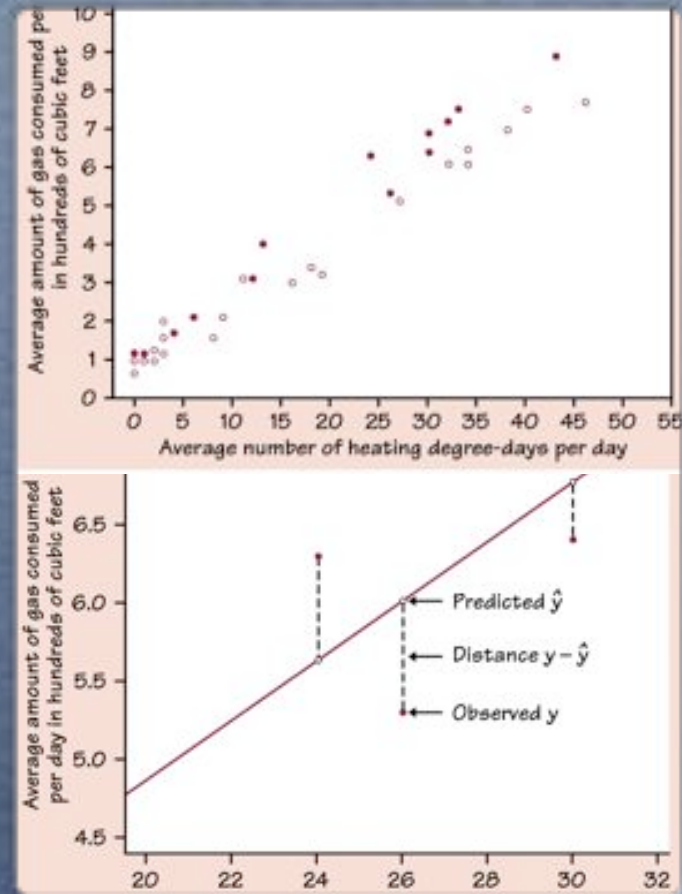 Average amount of gas consumed per
in hundreds of cubic feet
10
9
8
7
6
5
4
3
2
1
0
0 5 10 15 20 25 30 35 40 45 50 55
Average number of heating degree-days per day
Average amount of gas consumed
per day in hundreds of cubic feet
6.5
6.0
5.5
5.0
4.5
Predicted ŷ
Distance y – ŷ
Observed y
20 22 24 26 28 30 32